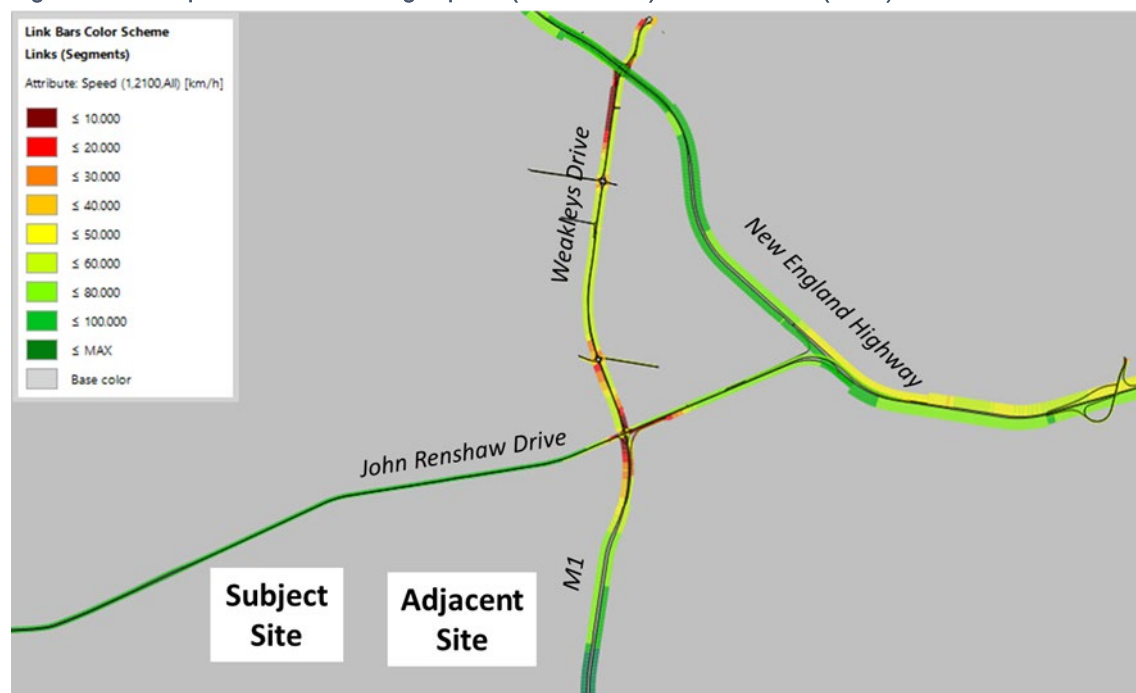 Link Bars Color Scheme
Links (Segments)
Attribute: Speed (1,2100,All) [km/h]
≤ 10.000
≤ 20.000
≤ 30.000
≤ 40.000
≤ 50.000
≤ 60.000
≤ 80.000
≤ 100.000
≤ MAX
Base color
Weakleys Drive
New England Highway
John Renshaw Drive
M1
Subject
Site
Adjacent
Site